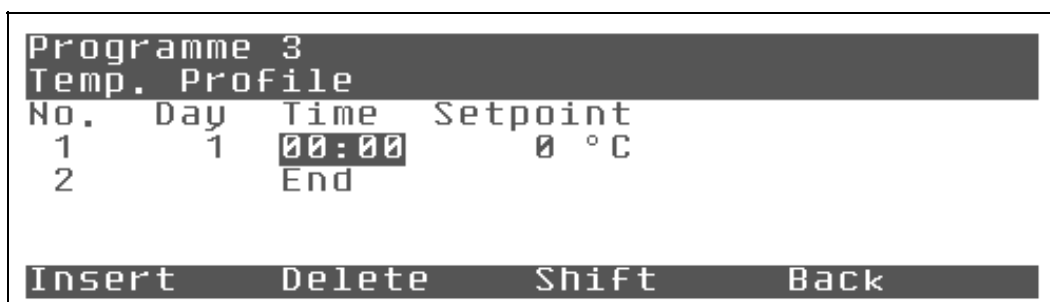 Programme 3
Temp. Profile
No. Day Time Setpoint
1 1 00:00 0 °C
2 End
Insert Delete Shift Back